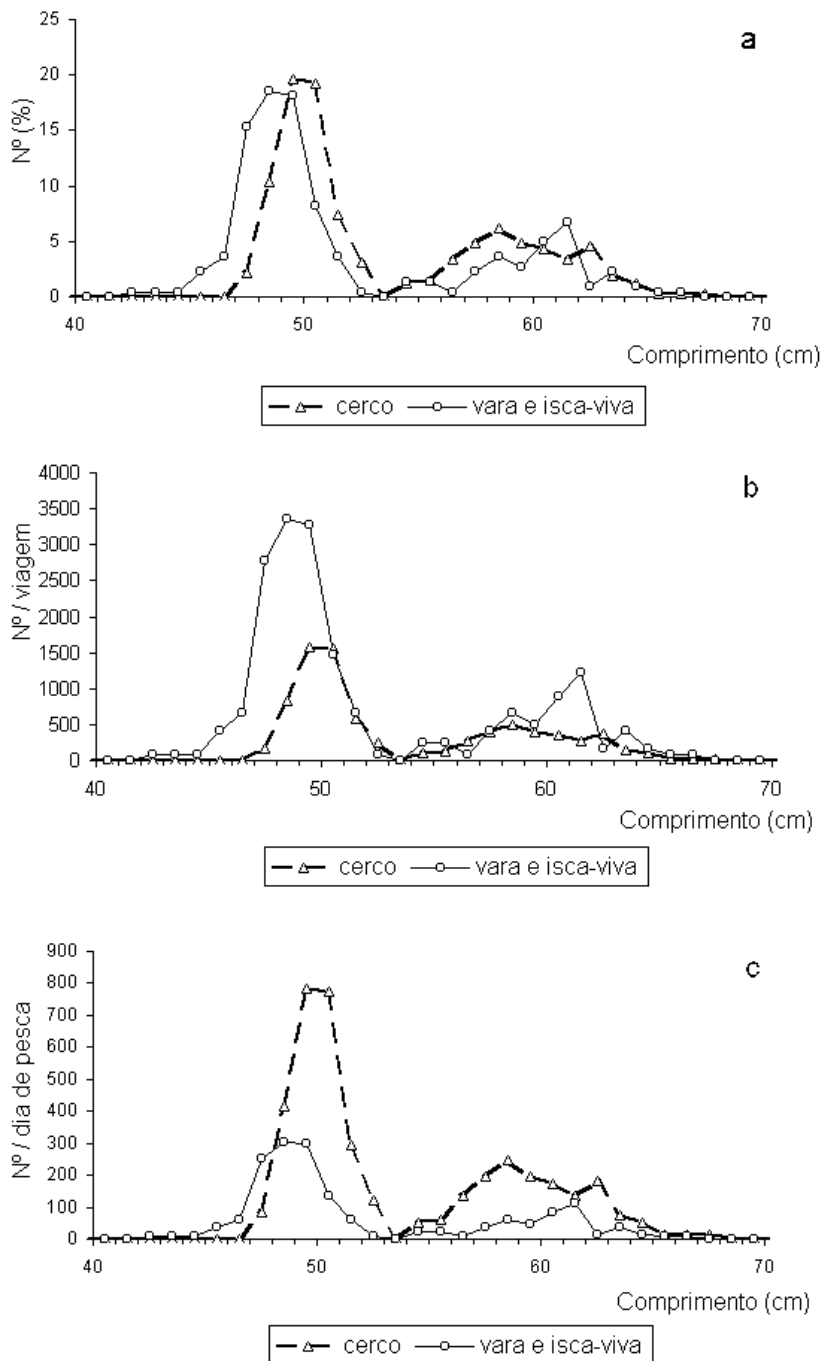 a
25
20
15
10
5
0
Nº (%)
40 50 60 70
Comprimento (cm)
cerco vara e isca-viva
b
4000
3500
3000
2500
2000
1500
1000
500
0
Nº / viagem
40 50 60 70
Comprimento (cm)
cerco vara e isca-viva
c
900
800
700
600
500
400
300
200
100
0
Nº / dia de pesca
40 50 60 70
Comprimento (cm)
cerco vara e isca-viva